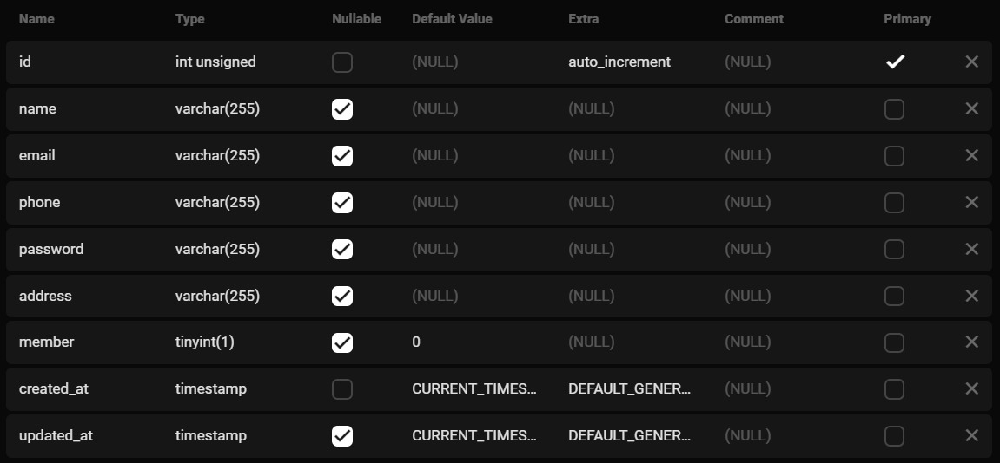 Name Type Nullable Default Value Extra Comment Primary
id int unsigned (NULL) auto_increment (NULL)
name varchar(255) (NULL) (NULL) (NULL)
email varchar(255) (NULL) (NULL) (NULL)
phone varchar(255) (NULL) (NULL) (NULL)
password varchar(255) (NULL) (NULL) (NULL)
address varchar(255) (NULL) (NULL) (NULL)
member tinyint(1) 0 (NULL) (NULL)
created_at timestamp CURRENT_TIMES... DEFAULT_GENER... (NULL)
updated_at timestamp CURRENT_TIMES... DEFAULT_GENER... (NULL)